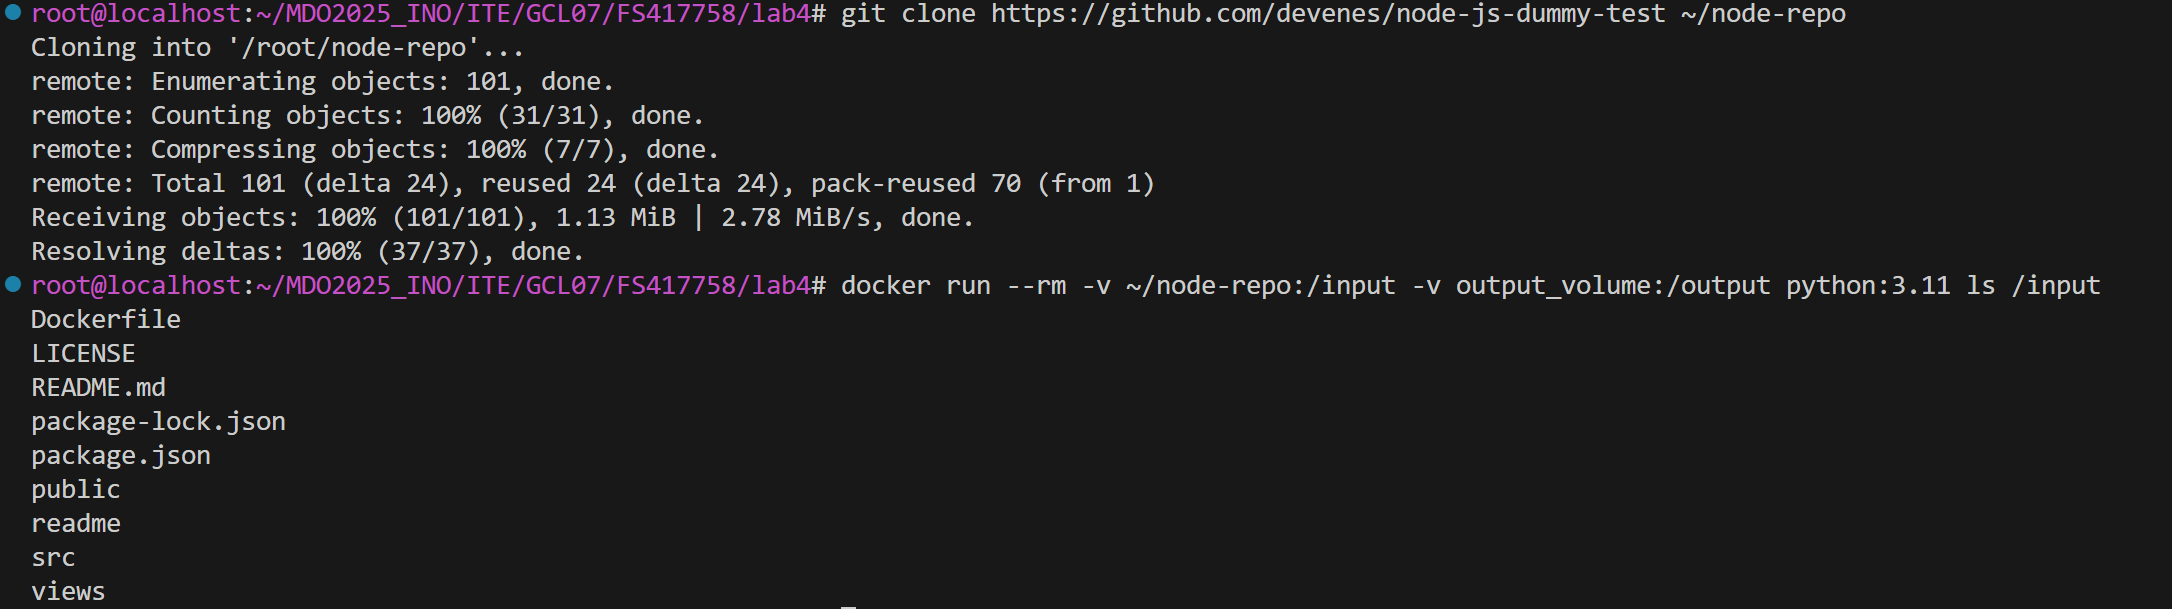 root@localhost:~/MDO2025_INO/ITE/GCL07/FS417758/lab4# git clone https://github.com/devenes/node-js-dummy-test ~/node-repo
Cloning into '/root/node-repo'...
remote: Enumerating objects: 101, done.
remote: Counting objects: 100% (31/31), done.
remote: Compressing objects: 100% (7/7), done.
remote: Total 101 (delta 24), reused 24 (delta 24), pack-reused 70 (from 1)
Receiving objects: 100% (101/101), 1.13 MiB | 2.78 MiB/s, done.
Resolving deltas: 100% (37/37), done.
root@localhost:~/MDO2025_INO/ITE/GCL07/FS417758/lab4# docker run --rm -v ~/node-repo:/input -v output_volume:/output python:3.11 ls /input
Dockerfile
LICENSE
README.md
package-lock.json
package.json
public
readme
src
views